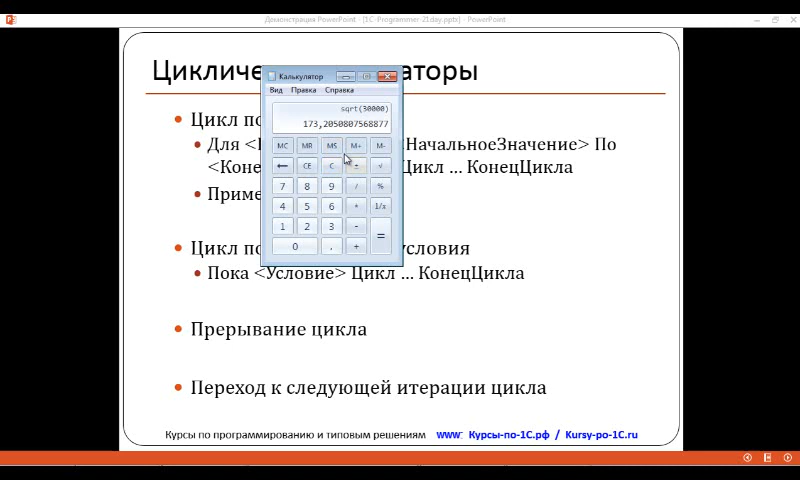 Демонстрация PowerPoint - [1C-Programmer-21day.pptx] - PowerPoint
Цикличе
аторы
Калькулятор
Вид Правка Справка
sqrt(30000)
173,2050807568877
MC MR MS M+ M-
← CE C ± √
7 8 9 / %
4 5 6 * 1/x
1 2 3 - =
0 , +
Цикл по
Для <
НачальноеЗначение> По
<Коне
Цикл ... КонецЦикла
Приме
Цикл по
условия
Пока <Условие> Цикл ... КонецЦикла
Прерывание цикла
Переход к следующей итерации цикла
Курсы по программированию и типовым решениям www: Курсы-по-1С.рф / Kursy-po-1C.ru